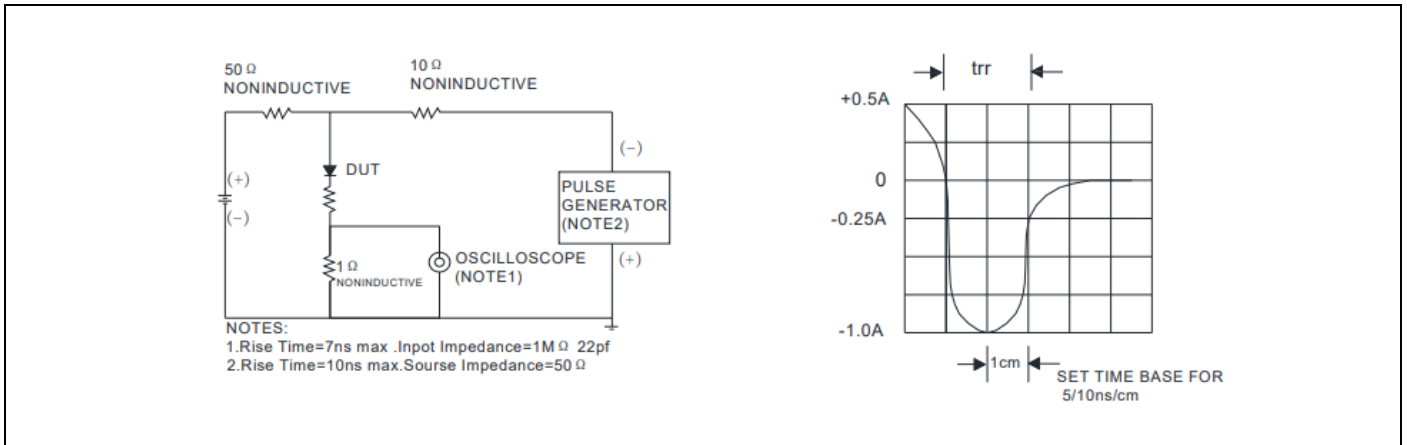 50 Ω
NONINDUCTIVE
10 Ω
NONINDUCTIVE
(+)
(−)
DUT
1 Ω
NONINDUCTIVE
OSCILLOSCOPE
(NOTE1)
(−)
PULSE
GENERATOR
(NOTE2)
(+)
NOTES:
1.Rise Time=7ns max .Inpot Impedance=1M Ω 22pf
2.Rise Time=10ns max.Sourse Impedance=50 Ω
trr
+0.5A
0
-0.25A
-1.0A
1cm
SET TIME BASE FOR
5/10ns/cm